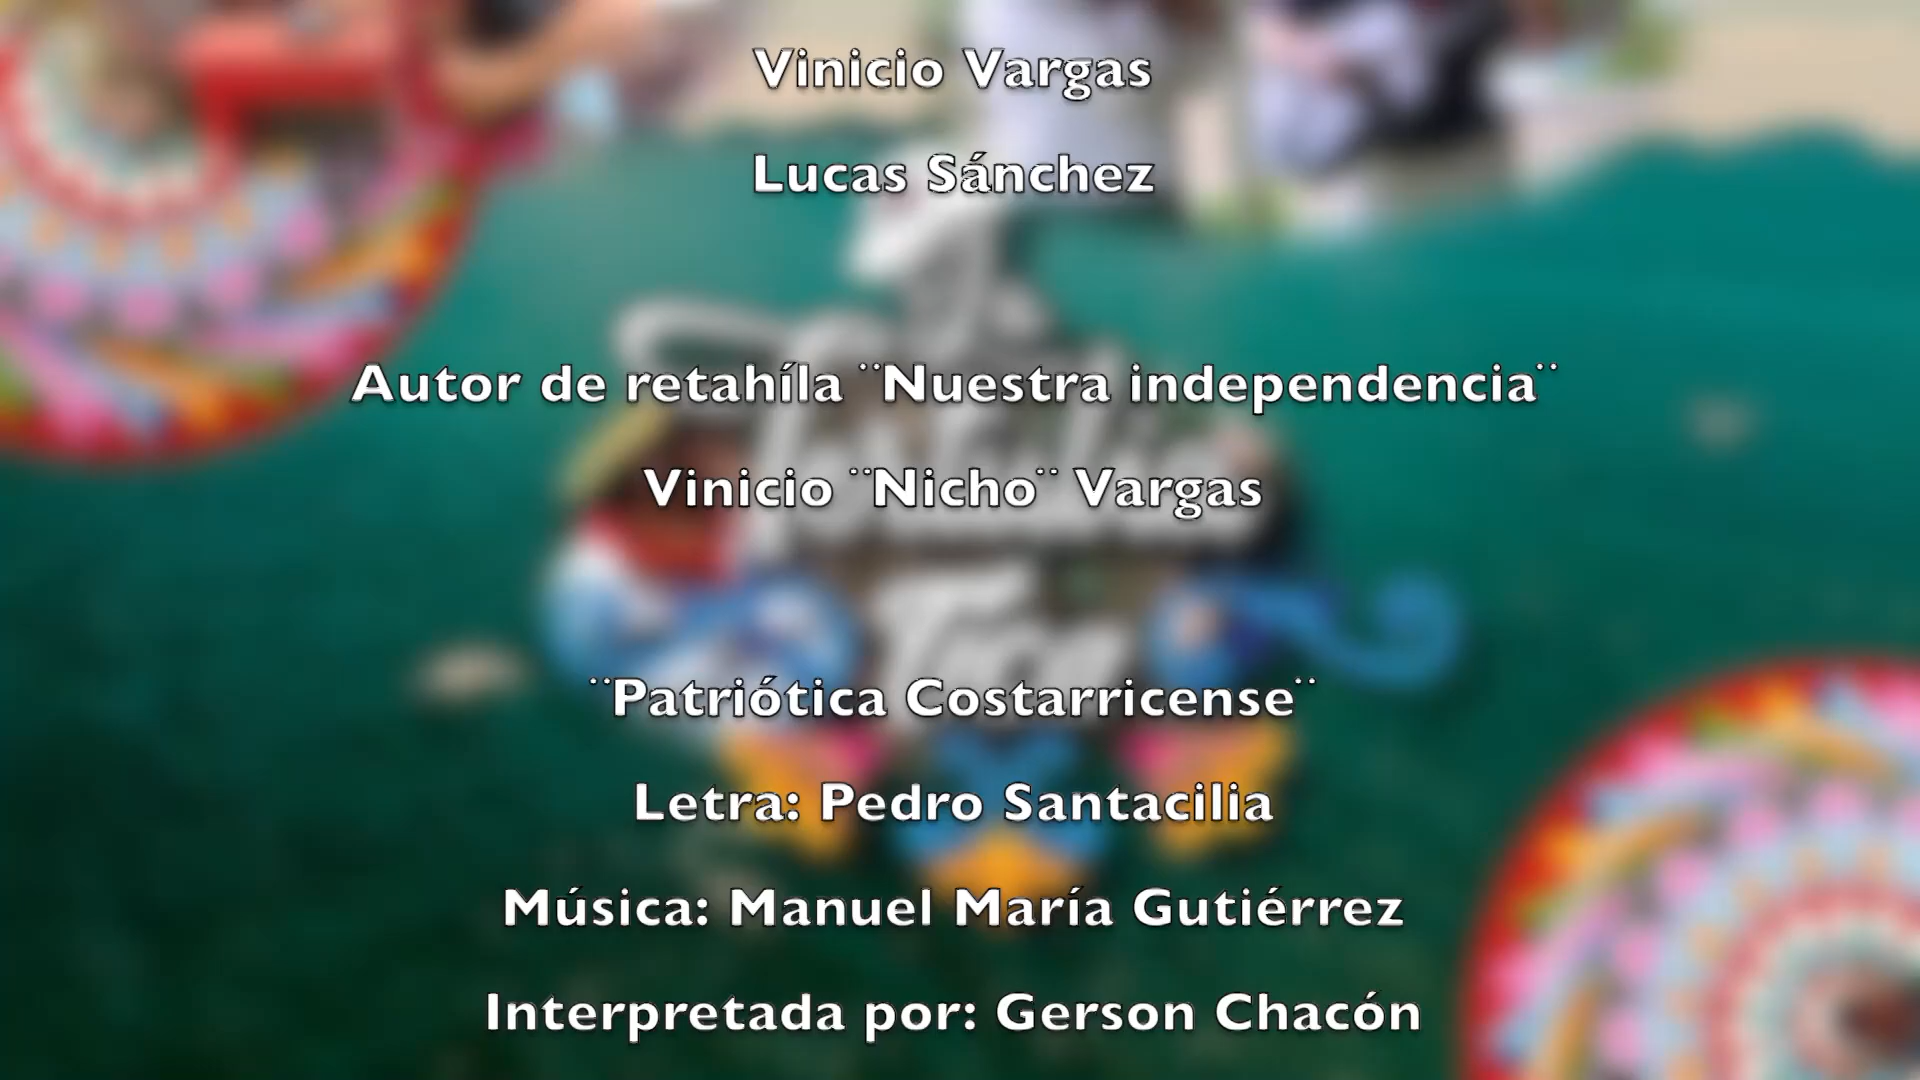 Vinicio Vargas
Lucas Sánchez
Autor de retahíla ¨Nuestra independencia¨
Vinicio ¨Nicho¨ Vargas
¨Patriótica Costarricense¨
Letra: Pedro Santacilia
Música: Manuel María Gutiérrez
Interpretada por: Gerson Chacón